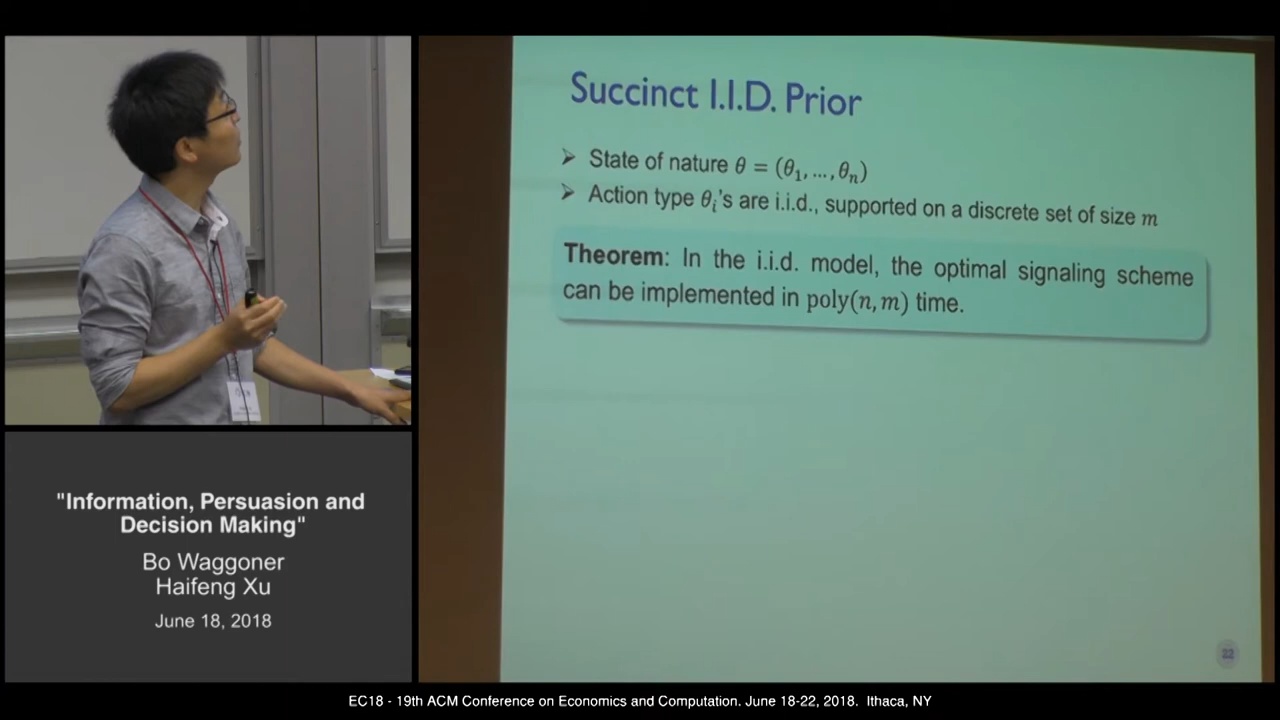 Succinct I.I.D. Prior
➢ State of nature θ = (θ₁, ..., θₙ)
➢ Action type θᵢ's are i.i.d., supported on a discrete set of size m
Theorem: In the i.i.d. model, the optimal signaling scheme
can be implemented in poly(n, m) time.
22
"Information, Persuasion and
Decision Making"
Bo Waggoner
Haifeng Xu
June 18, 2018
EC18 - 19th ACM Conference on Economics and Computation. June 18-22, 2018. Ithaca, NY